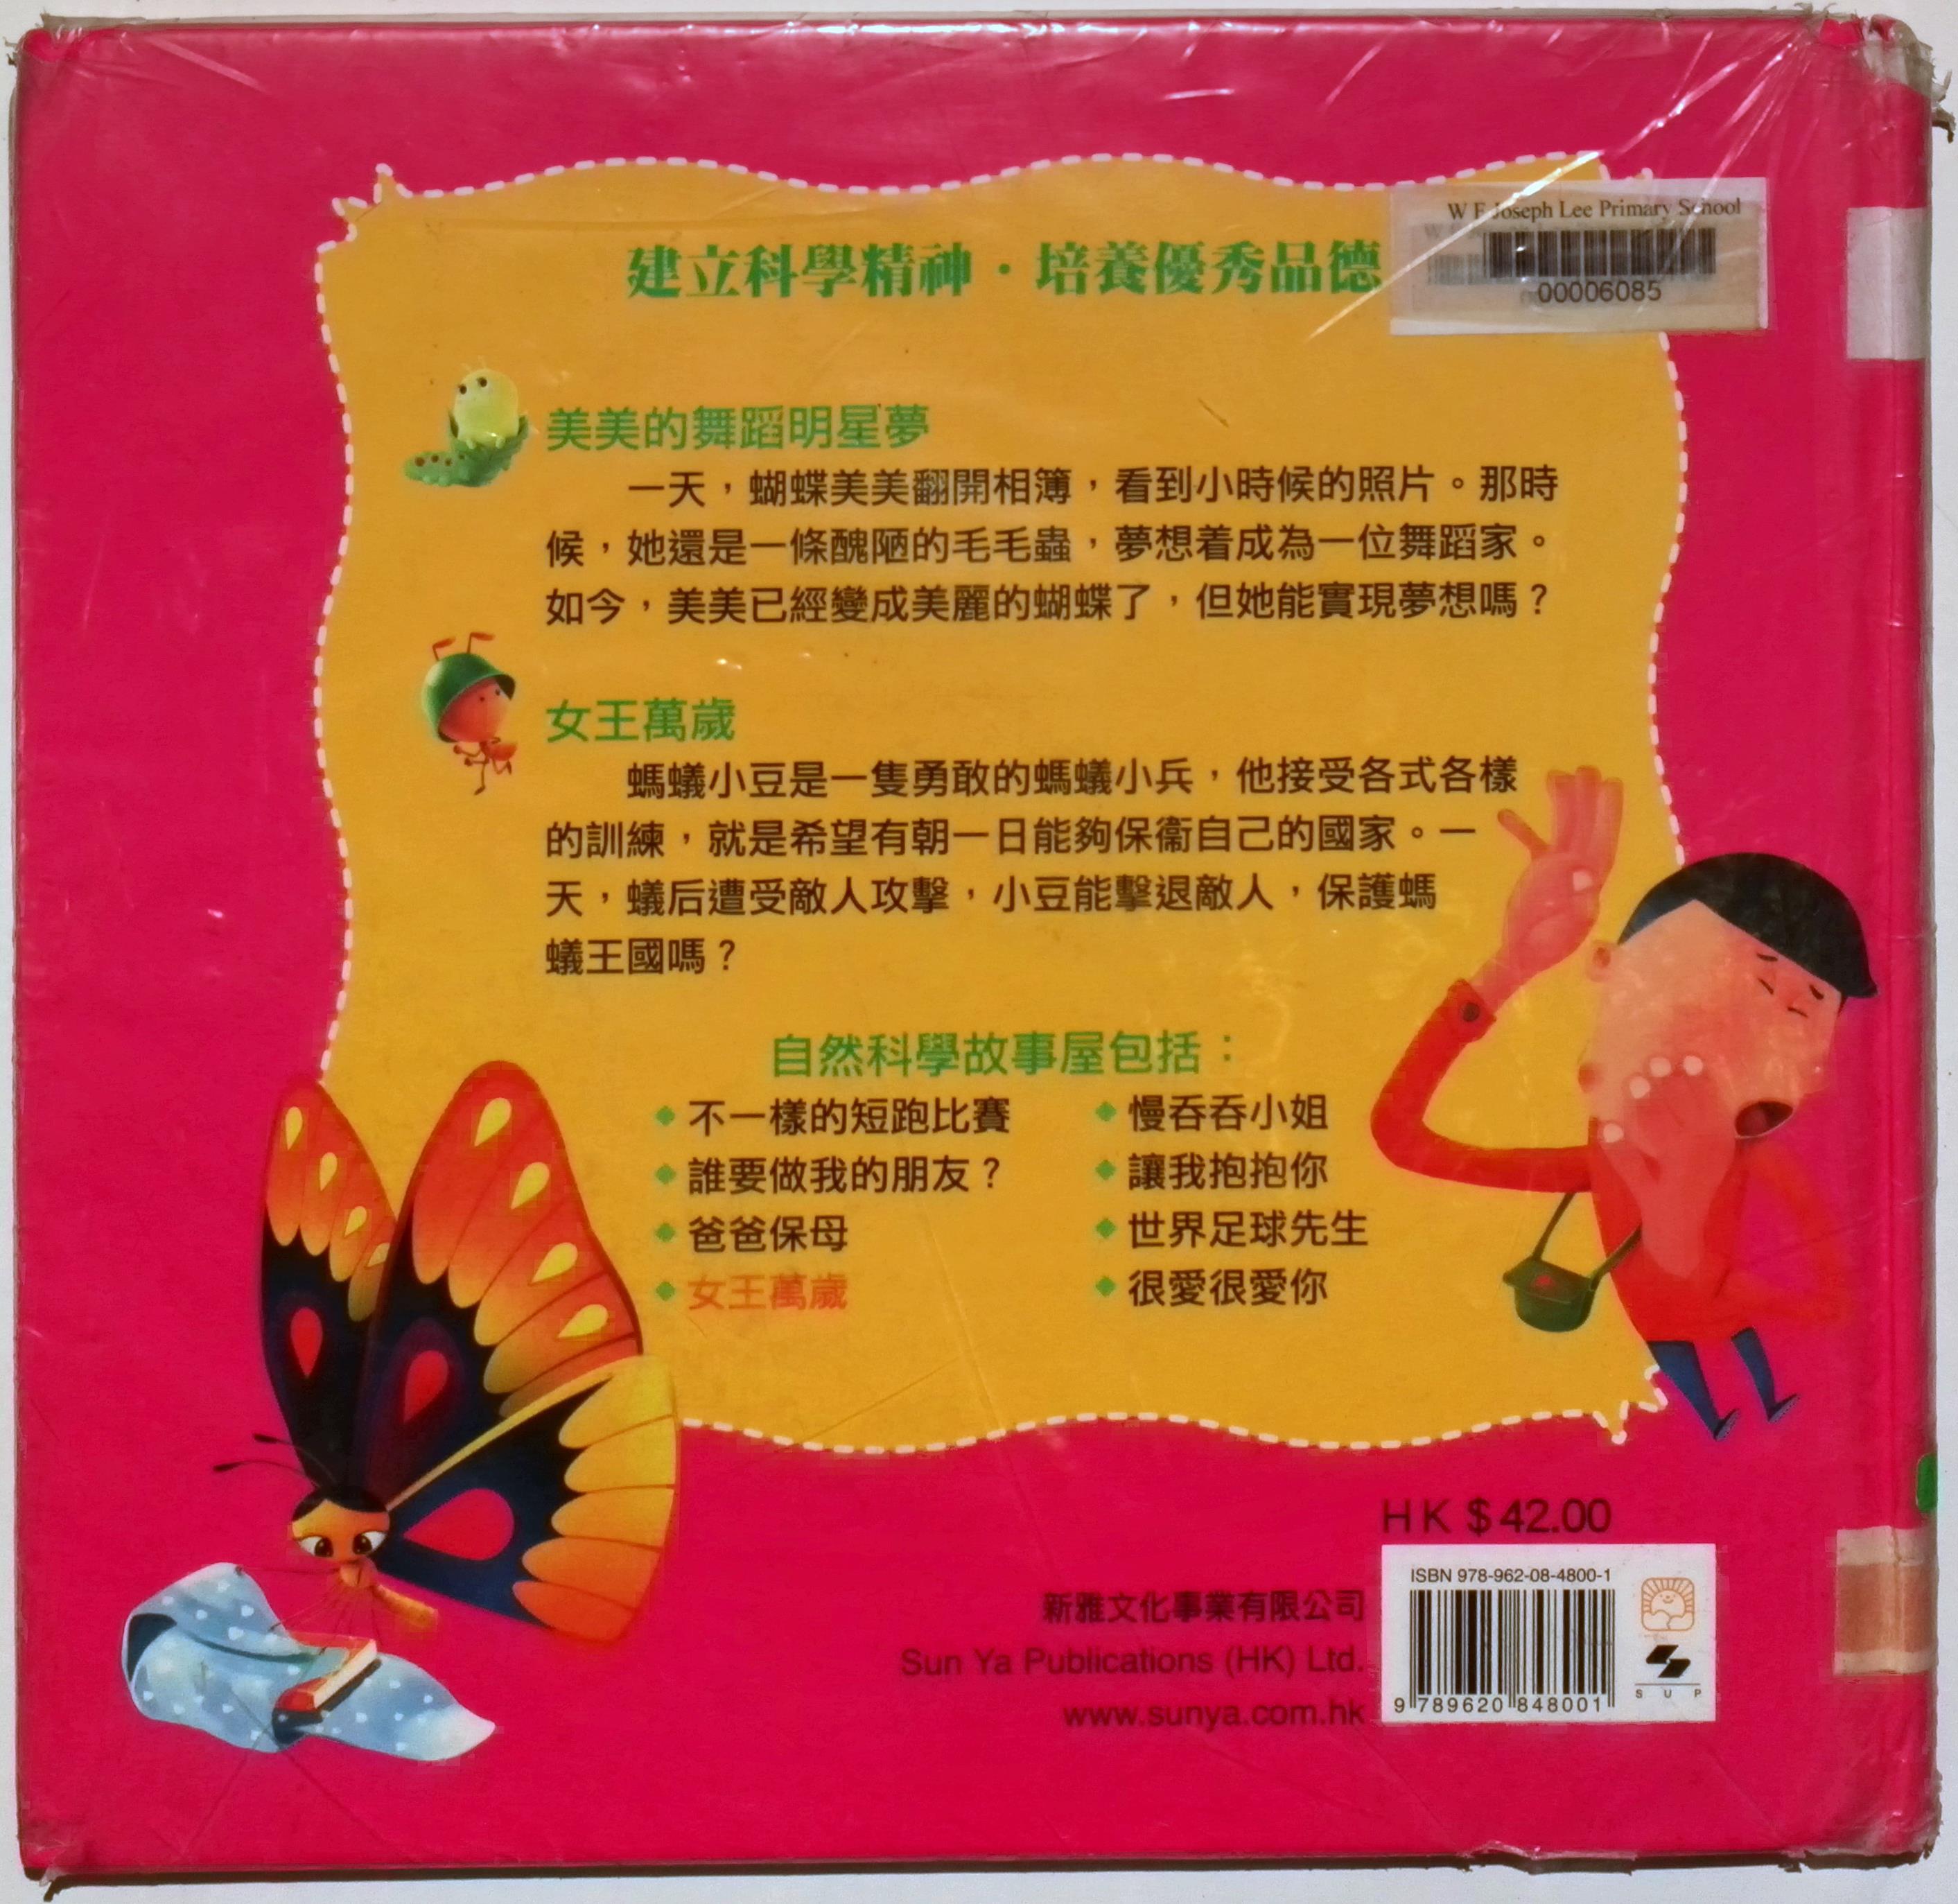 W F Joseph Lee Primary School
00006085
建立科學精神·培養優秀品德
美美的舞蹈明星夢
一天，蝴蝶美美翻開相簿，看到小時候的照片。那時
候，她還是一條醜陋的毛毛蟲，夢想着成為一位舞蹈家。
如今，美美已經變成美麗的蝴蝶了，但她能實現夢想嗎？
女王萬歲
螞蟻小豆是一隻勇敢的螞蟻小兵，他接受各式各樣
的訓練，就是希望有朝一日能夠保衞自己的國家。一
天，蟻后遭受敵人攻擊，小豆能擊退敵人，保護螞
蟻王國嗎？
自然科學故事屋包括：
◆ 不一樣的短跑比賽
◆ 誰要做我的朋友？
◆ 爸爸保母
◆ 女王萬歲
◆ 慢吞吞小姐
◆ 讓我抱抱你
◆ 世界足球先生
◆ 很愛很愛你
HK $42.00
ISBN 978-962-08-4800-1
9 789620 848001
SUP
新雅文化事業有限公司
Sun Ya Publications (HK) Ltd.
www.sunya.com.hk